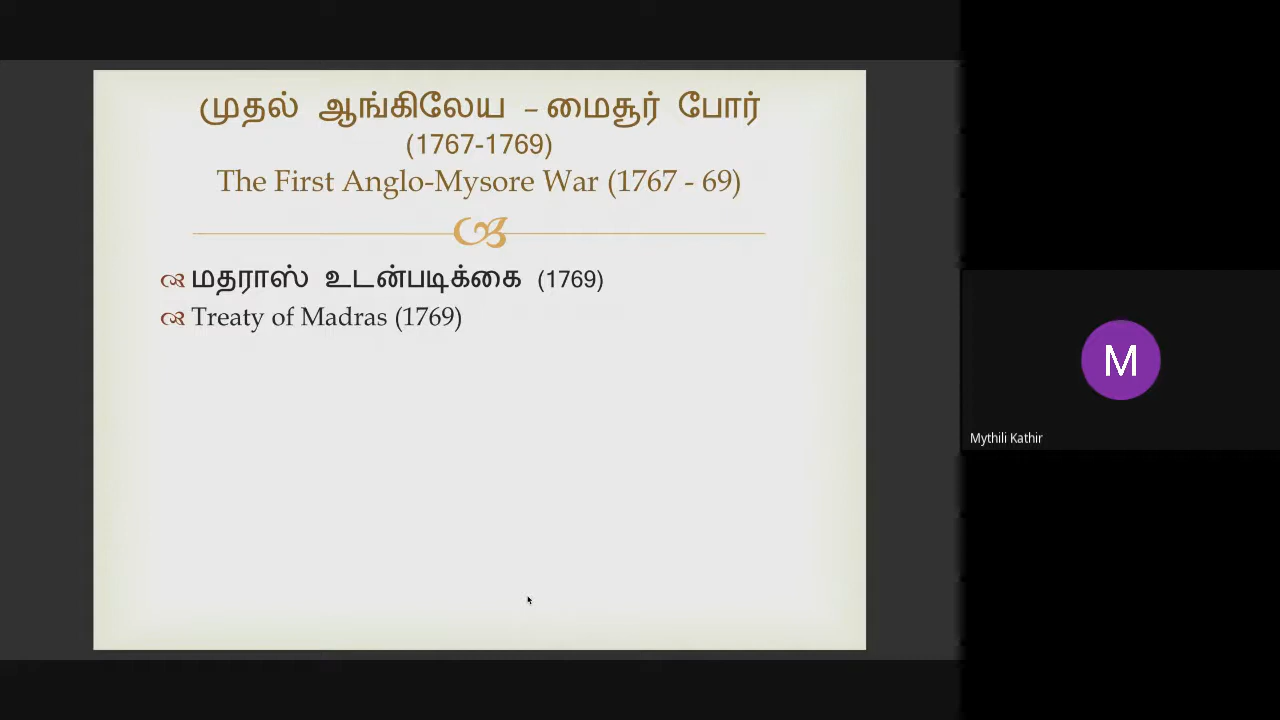 முதல் ஆங்கிலேய – மைசூர் போர்
(1767-1769)
The First Anglo-Mysore War (1767 - 69)
மதராஸ் உடன்படிக்கை (1769)
Treaty of Madras (1769)
M
Mythili Kathir